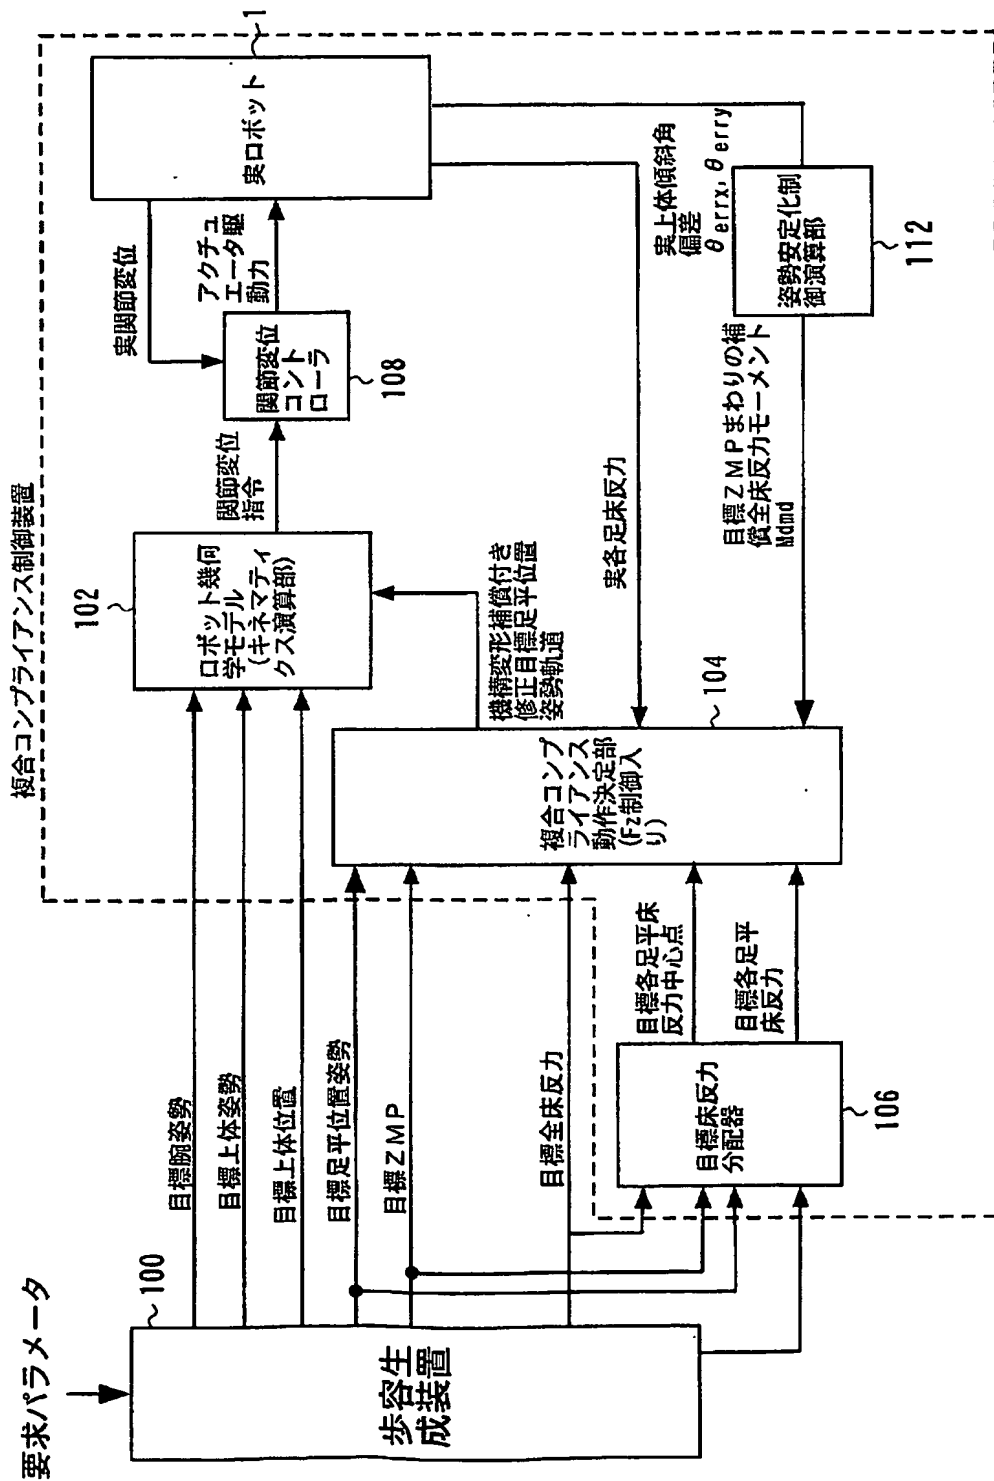 複合コンプライアンス制御装置
要求パラメータ
100
歩容生
成装置
目標腕姿勢
目標上体姿勢
目標上体位置
目標足平位置姿勢
目標ZMP
目標全床反力
目標床反力
分配器
106
目標各足平床
反力中心点
目標各足平
床反力
102
ロボット幾何
学モデル
(キネマティ
クス演算部)
複合コンプ
ライアンス
動作決定部
(Fz制御入
り)
104
機構変形補償付き
修正目標足平位置
姿勢軌道
関節変位
指令
関節変位
コント
ローラ
108
実関節変位
アクチュ
エータ駆
動力
実ロボット
1
実各足床反力
実上体傾斜角
偏差
θerrx, θerry
姿勢安定化制
御演算部
112
目標ZMPまわりの補
償全床反力モーメント
Mdmd